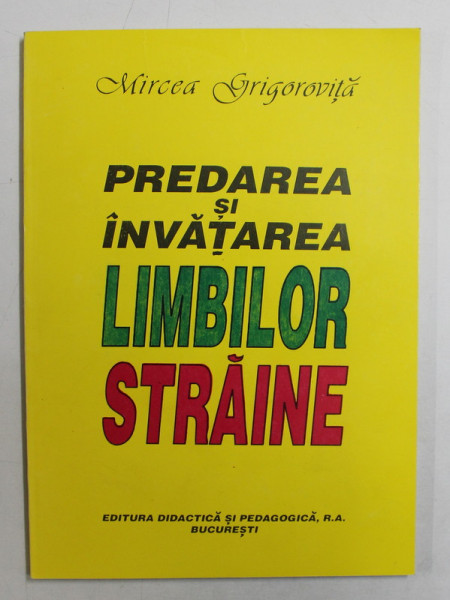 Mircea Grigoroviță
PREDAREA
ȘI
ÎNVĂȚAREA
LIMBILOR
STRĂINE
EDITURA DIDACTICĂ ȘI PEDAGOGICĂ, R.A.
BUCUREȘTI